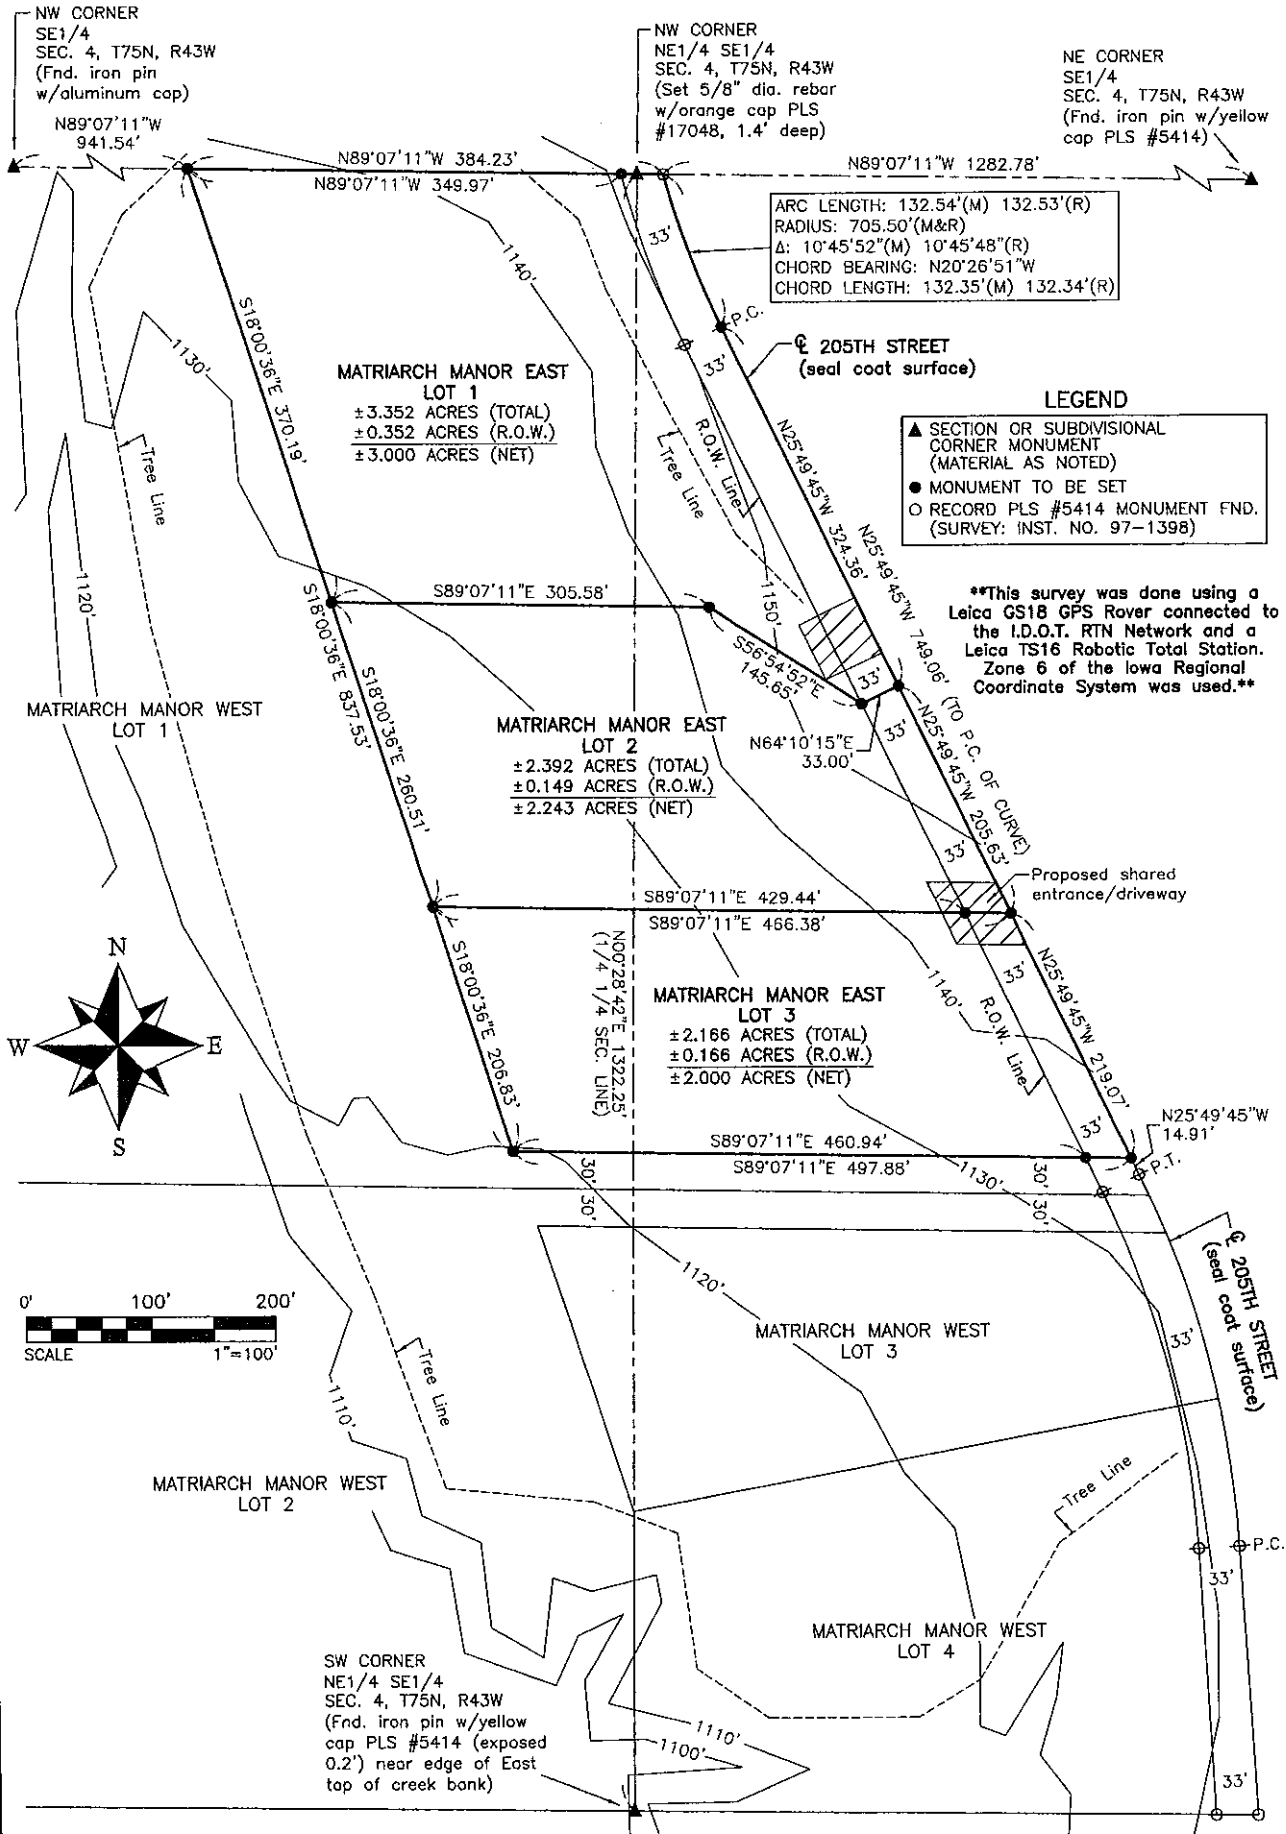 NW CORNER
SE1/4
SEC. 4, T75N, R43W
(Fnd. iron pin
w/aluminum cap)
N89°07'11"W
941.54'
NW CORNER
NE1/4 SE1/4
SEC. 4, T75N, R43W
(Set 5/8" dia. rebar
w/orange cap PLS
#17048, 1.4' deep)
NE CORNER
SE1/4
SEC. 4, T75N, R43W
(Fnd. iron pin w/yellow
cap PLS #5414)
N89°07'11"W 384.23'
N89°07'11"W 349.97'
N89°07'11"W 1282.78'
ARC LENGTH: 132.54'(M) 132.53'(R)
RADIUS: 705.50'(M&R)
Δ: 10°45'52"(M) 10°45'48"(R)
CHORD BEARING: N20°26'51"W
CHORD LENGTH: 132.35'(M) 132.34'(R)
33'
1140'
P.C.
33'
℄ 205TH STREET
(seal coat surface)
S18°00'36"E 370.19'
1130'
MATRIARCH MANOR EAST
LOT 1
±3.352 ACRES (TOTAL)
±0.352 ACRES (R.O.W.)
±3.000 ACRES (NET)
Tree Line
Tree Line
R.O.W. Line
N25°49'45"W 324.36'
N25°49'45"W 749.06' (TO P.C. OF CURVE)
LEGEND
SECTION OR SUBDIVISIONAL
CORNER MONUMENT
(MATERIAL AS NOTED)
MONUMENT TO BE SET
RECORD PLS #5414 MONUMENT FND.
(SURVEY: INST. NO. 97-1398)
**This survey was done using a
Leica GS18 GPS Rover connected to
the I.D.O.T. RTN Network and a
Leica TS16 Robotic Total Station.
Zone 6 of the Iowa Regional
Coordinate System was used.**
1120'
1150'
S89°07'11"E 305.58'
S56°54'52"E
145.65'
33'
33'
N64°10'15"E
33.00'
N25°49'45"W 205.63'
S18°00'36"E 837.53'
S18°00'36"E 260.51'
MATRIARCH MANOR WEST
LOT 1
MATRIARCH MANOR EAST
LOT 2
±2.392 ACRES (TOTAL)
±0.149 ACRES (R.O.W.)
±2.243 ACRES (NET)
33'
Proposed shared
entrance/driveway
S89°07'11"E 429.44'
S89°07'11"E 466.38'
N00°28'42"E 1322.25'
(1/4 1/4 SEC. LINE)
33'
1140'
R.O.W. Line
N25°49'45"W 219.07'
S18°00'36"E 206.83'
MATRIARCH MANOR EAST
LOT 3
±2.166 ACRES (TOTAL)
±0.166 ACRES (R.O.W.)
±2.000 ACRES (NET)
N
W
E
S
33'
N25°49'45"W
14.91'
P.T.
S89°07'11"E 460.94'
S89°07'11"E 497.88'
1130'
30'
30'
30'
30'
1120'
℄ 205TH STREET
(seal coat surface)
33'
0'
100'
200'
SCALE
1"=100'
MATRIARCH MANOR WEST
LOT 3
Tree Line
1110'
MATRIARCH MANOR WEST
LOT 2
Tree Line
P.C.
33'
MATRIARCH MANOR WEST
LOT 4
SW CORNER
NE1/4 SE1/4
SEC. 4, T75N, R43W
(Fnd. iron pin w/yellow
cap PLS #5414 (exposed
0.2') near edge of East
top of creek bank)
1110'
1100'
33'